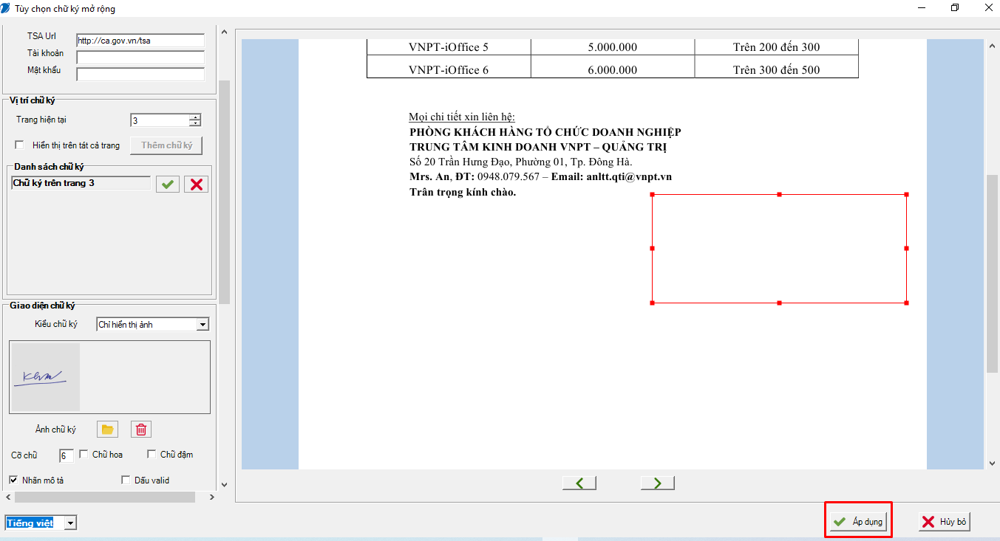 Tùy chọn chữ ký mở rộng
TSA Url
http://ca.gov.vn/tsa
Tài khoản
Mật khẩu
Vị trí chữ ký
Trang hiện tại
3
Hiển thị trên tất cả trang
Thêm chữ ký
Danh sách chữ ký
Chữ ký trên trang 3
Giao diện chữ ký
Kiểu chữ ký
Chỉ hiển thị ảnh
Ảnh chữ ký
Cỡ chữ
6
Chữ hoa
Chữ đậm
Nhãn mô tả
Dấu valid
Tiếng việt
VNPT-iOffice 5 5.000.000 Trên 200 đến 300
VNPT-iOffice 6 6.000.000 Trên 300 đến 500
Mọi chi tiết xin liên hệ:
PHÒNG KHÁCH HÀNG TỔ CHỨC DOANH NGHIỆP
TRUNG TÂM KINH DOANH VNPT – QUẢNG TRỊ
Số 20 Trần Hưng Đạo, Phường 01, Tp. Đông Hà.
Mrs. An, ĐT: 0948.079.567 – Email: anltt.qti@vnpt.vn
Trân trọng kính chào.
Áp dụng
Hủy bỏ